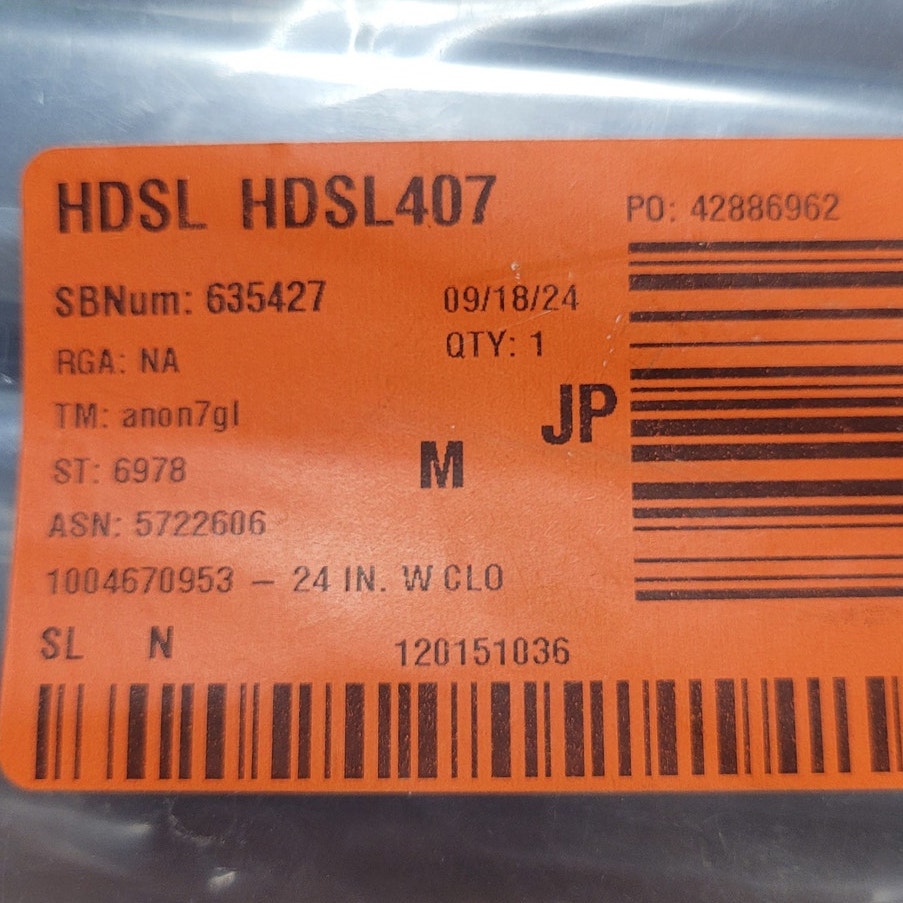 HDSL HDSL407
PO: 42886962
SBNum: 635427
09/18/24
RGA: NA
QTY: 1
TM: anon7gl
JP
ST: 6978
M
ASN: 5722606
1004670953 – 24 IN. W CLO
SL N
120151036